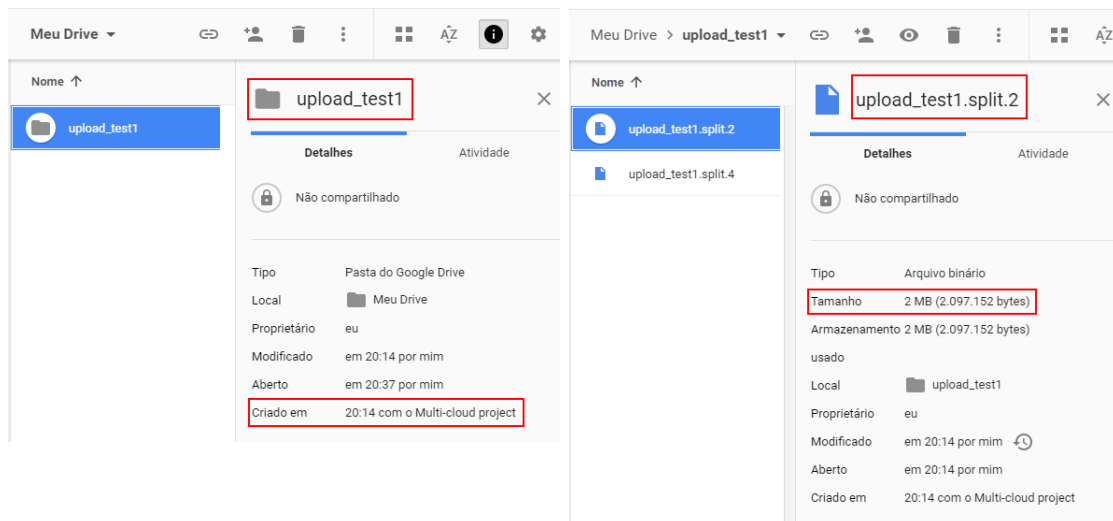 Meu Drive
Nome
upload_test1
upload_test1
Detalhes Atividade
Não compartilhado
Tipo Pasta do Google Drive
Local Meu Drive
Proprietário eu
Modificado em 20:14 por mim
Aberto em 20:37 por mim
Criado em 20:14 com o Multi-cloud project
Meu Drive > upload_test1
Nome
upload_test1.split.2
upload_test1.split.4
upload_test1.split.2
Detalhes Atividade
Não compartilhado
Tipo Arquivo binário
Tamanho 2 MB (2.097.152 bytes)
Armazenamento 2 MB (2.097.152 bytes)
usado
Local upload_test1
Proprietário eu
Modificado em 20:14 por mim
Aberto em 20:14 por mim
Criado em 20:14 com o Multi-cloud project